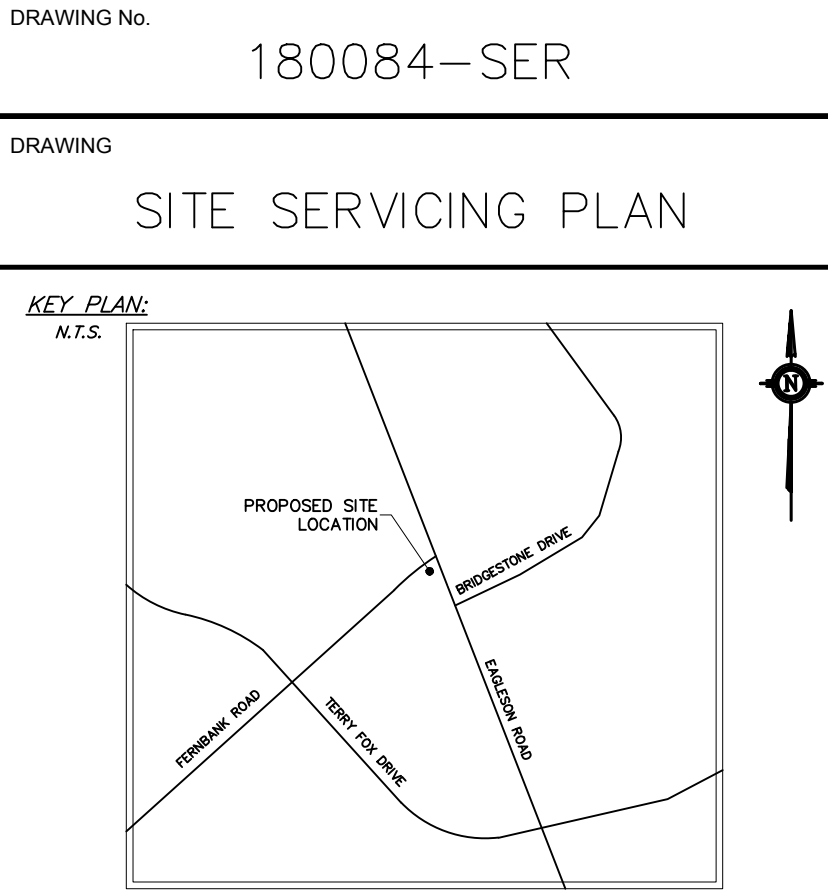 DRAWING No.
180084-SER
DRAWING
SITE SERVICING PLAN
KEY PLAN:
N.T.S.
N
PROPOSED SITE
LOCATION
BRIDGESTONE DRIVE
EAGLESON ROAD
FERNBANK ROAD
TERRY FOX DRIVE